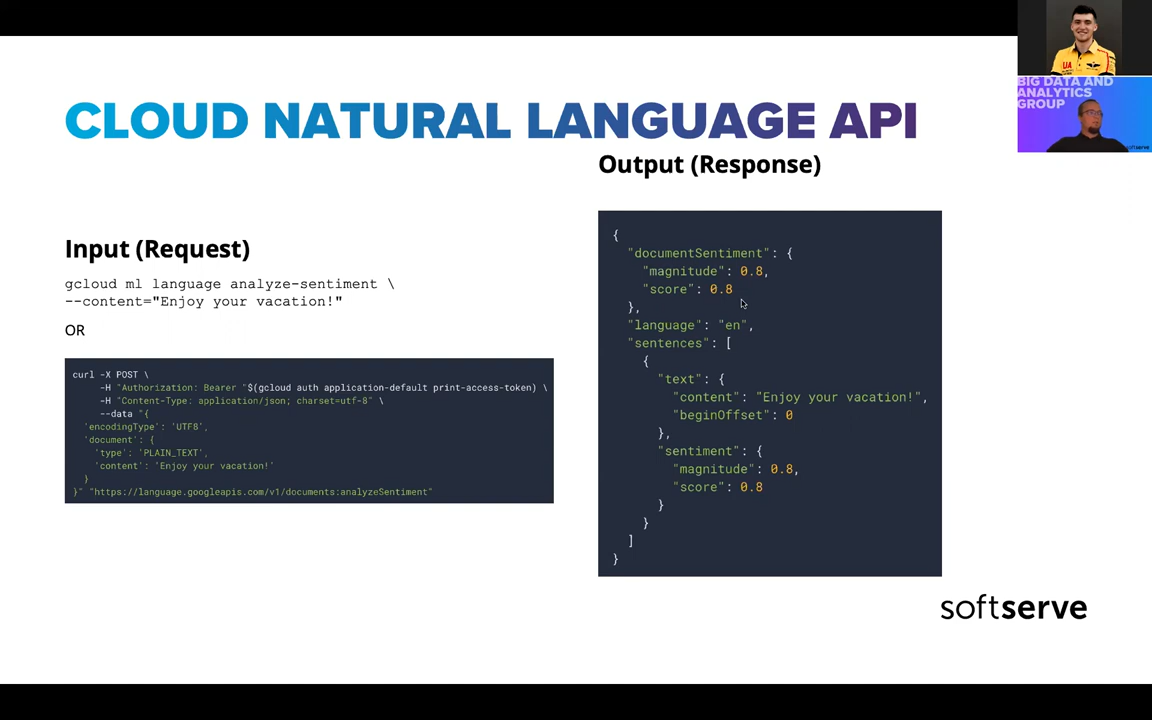 CLOUD NATURAL LANGUAGE API
Output (Response)
Input (Request)
gcloud ml language analyze-sentiment \
--content="Enjoy your vacation!"
OR
curl -X POST \
-H "Authorization: Bearer "$(gcloud auth application-default print-access-token) \
-H "Content-Type: application/json; charset=utf-8" \
--data "{
'encodingType': 'UTF8',
'document': {
'type': 'PLAIN_TEXT',
'content': 'Enjoy your vacation!'
}
}" "https://language.googleapis.com/v1/documents:analyzeSentiment"
{
"documentSentiment": {
"magnitude": 0.8,
"score": 0.8
},
"language": "en",
"sentences": [
{
"text": {
"content": "Enjoy your vacation!",
"beginOffset": 0
},
"sentiment": {
"magnitude": 0.8,
"score": 0.8
}
}
]
}
softserve
UA
BIG DATA AND
ANALYTICS
GROUP
softserve